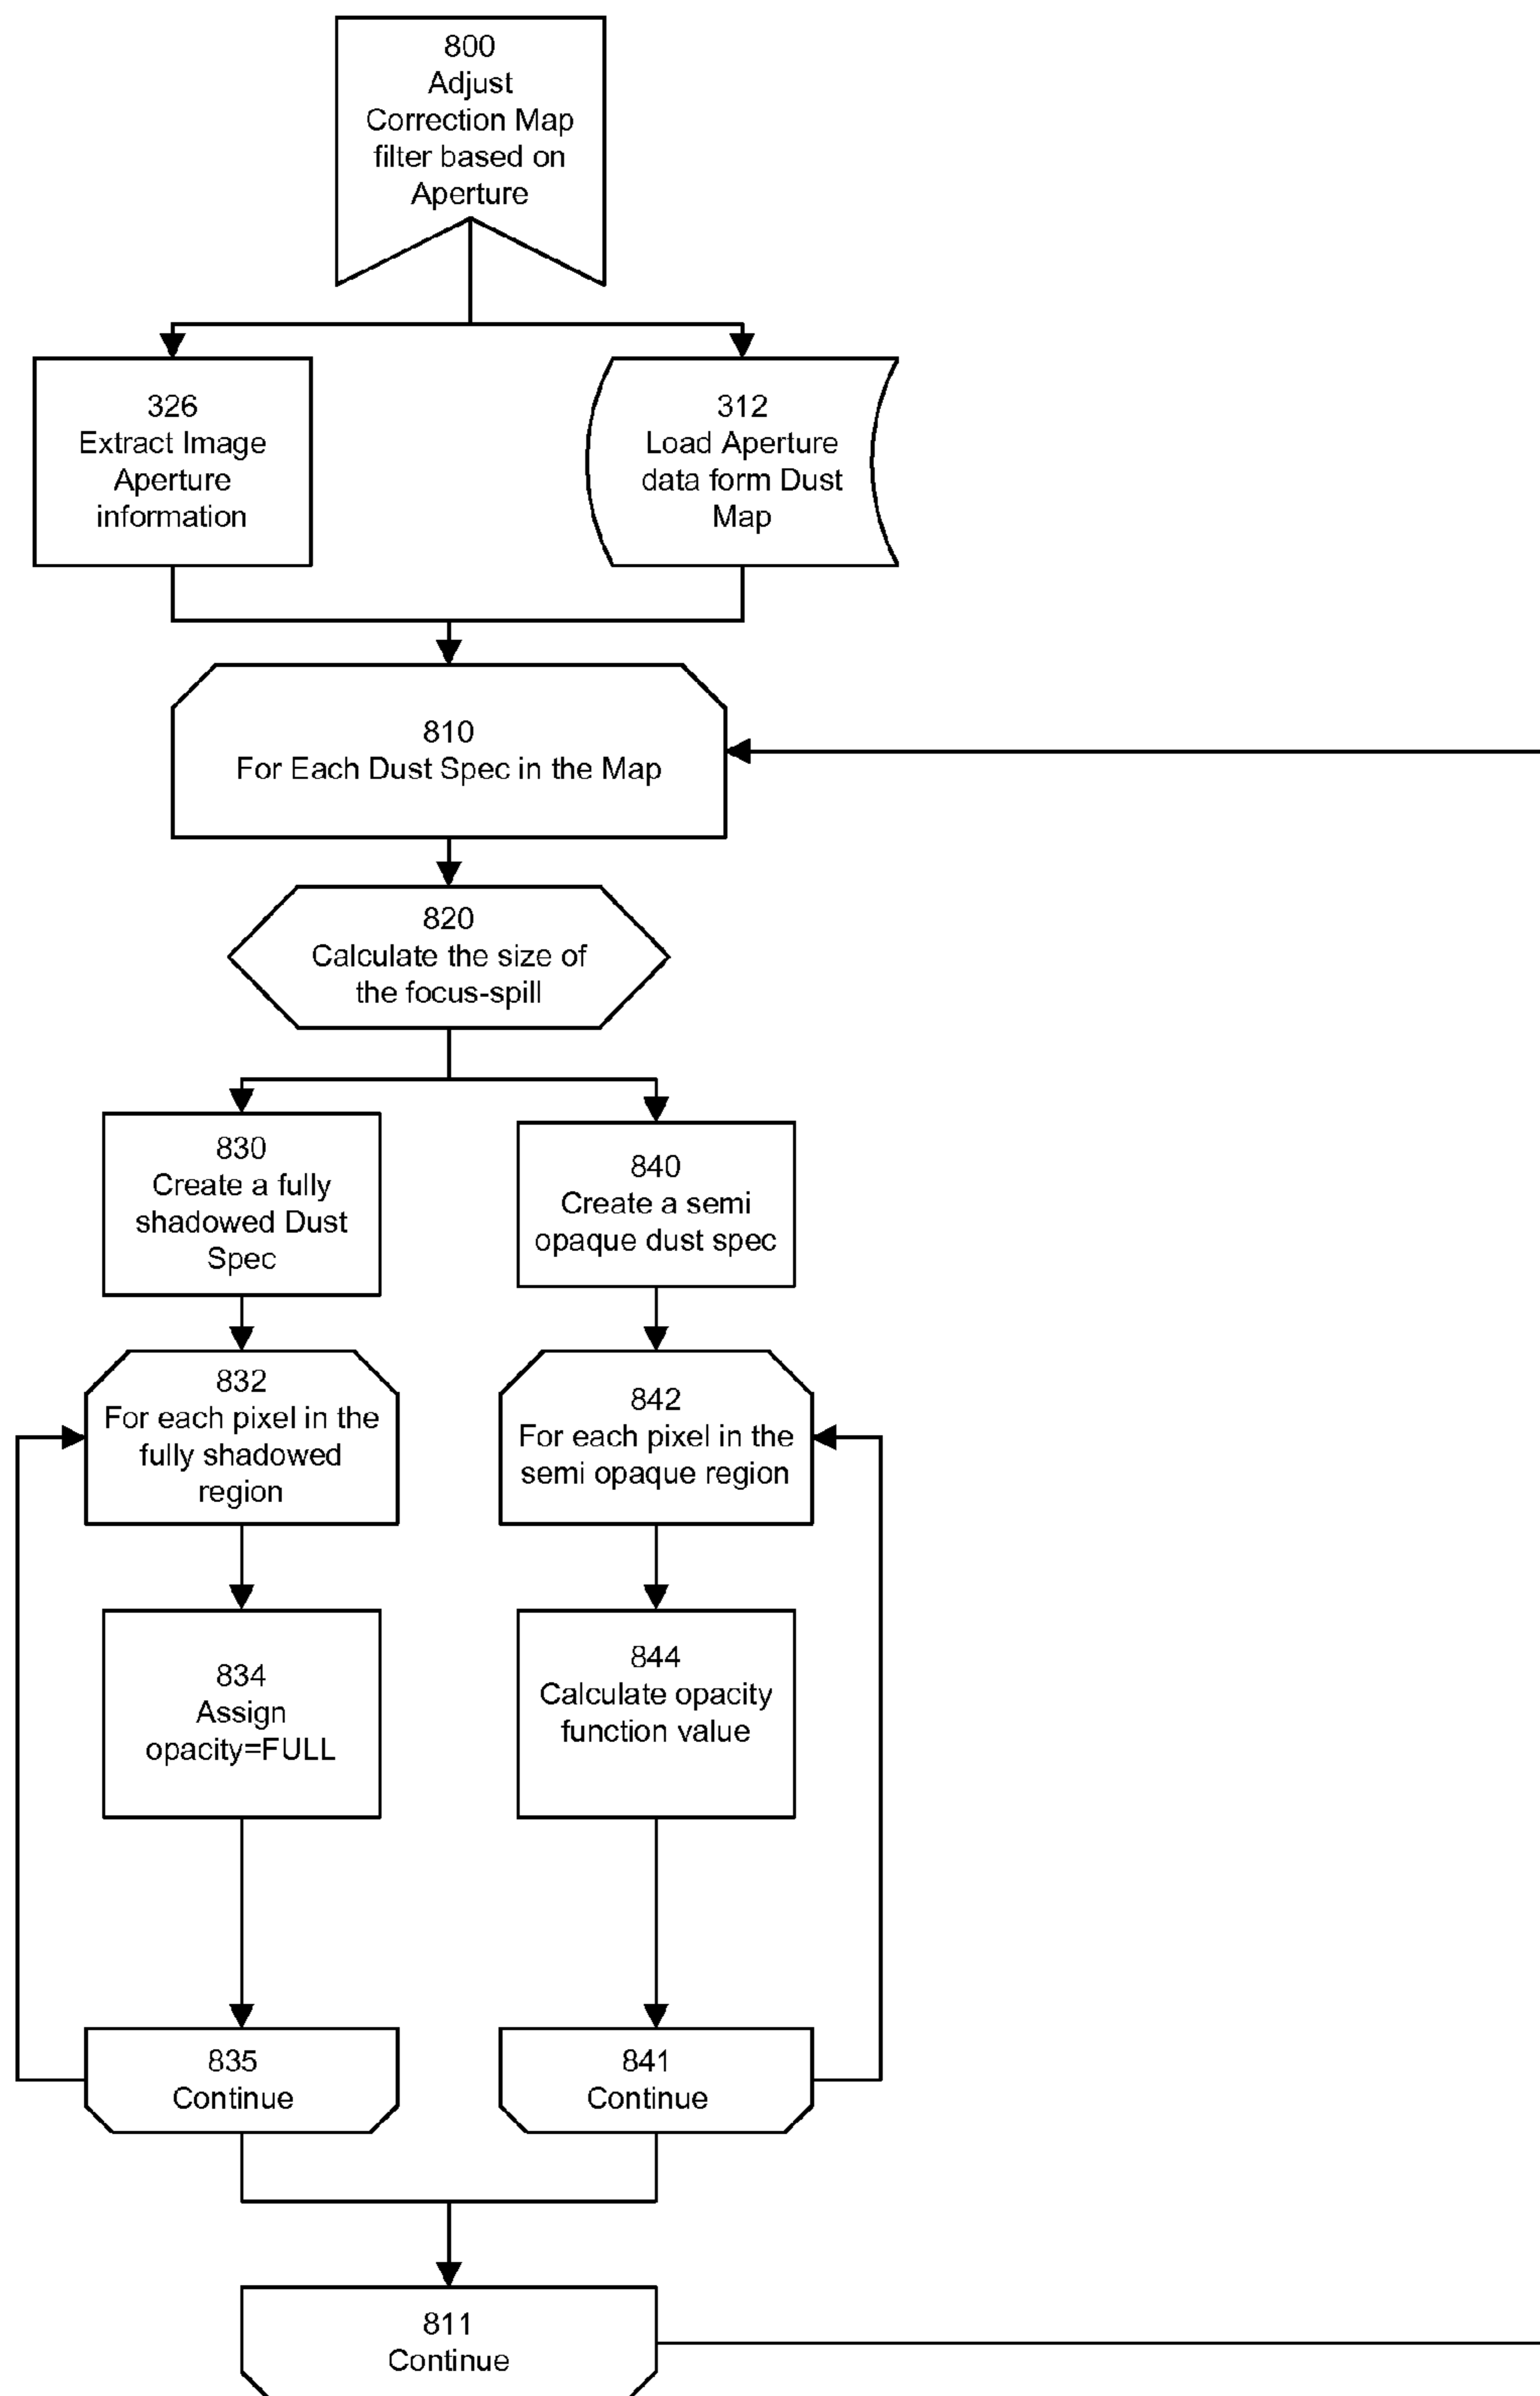 800
Adjust
Correction Map
filter based on
Aperture
326
Extract Image
Aperture
information
312
Load Aperture
data form Dust
Map
810
For Each Dust Spec in the Map
820
Calculate the size of
the focus-spill
830
Create a fully
shadowed Dust
Spec
840
Create a semi
opaque dust spec
832
For each pixel in the
fully shadowed
region
842
For each pixel in the
semi opaque region
834
Assign
opacity=FULL
844
Calculate opacity
function value
835
Continue
841
Continue
811
Continue